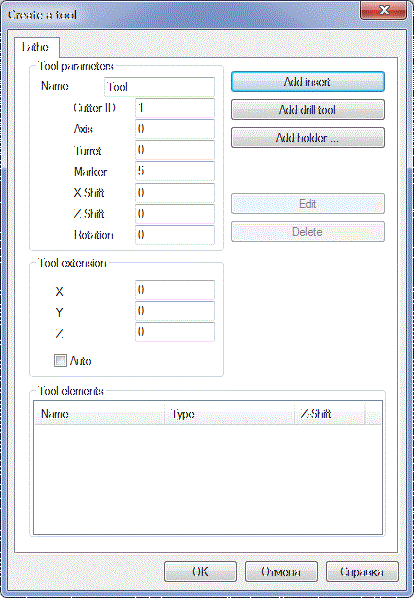 Create a tool
Lathe
Tool parameters
Name Tool
Cutter ID 1
Axis 0
Turret 0
Marker 5
X Shift 0
Z Shift 0
Rotation 0
Add insert
Add drill tool
Add holder ...
Edit
Delete
Tool extension
X 0
Y 0
Z 0
Auto
Tool elements
Name Type Z-Shift
OK Отмена Справка